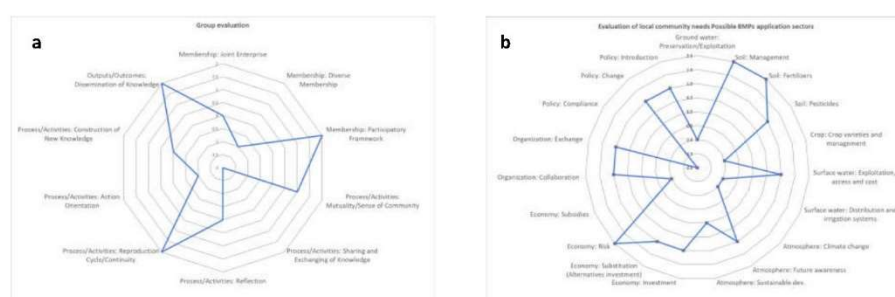 a
Group evaluation
Membership: Joint Enterprise
Membership: Diverse
Membership
Membership: Participatory
Framework
Process/Activities:
Mutuality/Sense of Community
Process/Activities: Sharing and
Exchanging of Knowledge
Process/Activities: Reflection
Process/Activities: Reproduction
Cycle/Continuity
Process/Activities: Action
Orientation
Process/Activities: Construction of
New Knowledge
Outputs/Outcomes:
Dissemination of Knowledge
b
Evaluation of local community needs Possible BMPs application sectors
Ground water:
Preservation/Exploitation
Soil: Management
Soil: Fertilizers
Soil: Pesticides
Crop: Crop varieties and
management
Surface water: Exploitation,
access and cost
Surface water: Distribution and
irrigation systems
Atmosphere: Climate change
Atmosphere: Future awareness
Atmosphere: Sustainable dev.
Economy: Investment
Economy: Substitution
(Alternatives investment)
Economy: Risk
Economy: Subsidies
Organization: Collaboration
Organization: Exchange
Policy: Compliance
Policy: Change
Policy: Introduction